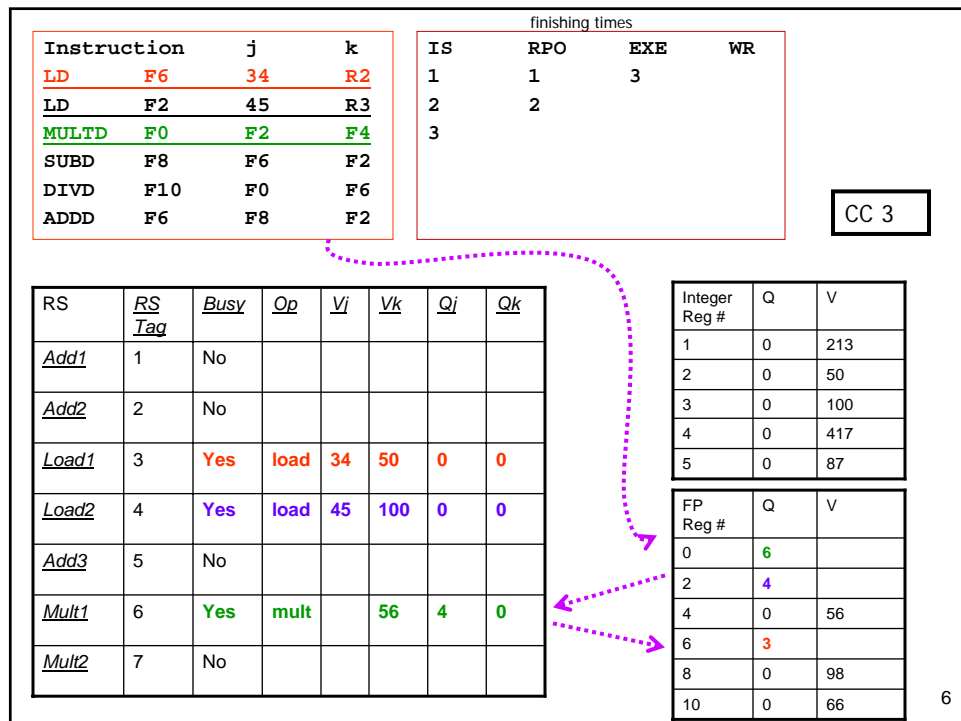 finishing times
Instruction j k
LD F6 34 R2
LD F2 45 R3
MULTD F0 F2 F4
SUBD F8 F6 F2
DIVD F10 F0 F6
ADDD F6 F8 F2
IS RPO EXE WR
1 1 3
2 2
3
CC 3
RS RS Tag Busy Op Vj Vk Qj Qk
Add1 1 No
Add2 2 No
Load1 3 Yes load 34 50 0 0
Load2 4 Yes load 45 100 0 0
Add3 5 No
Mult1 6 Yes mult 56 4 0
Mult2 7 No
Integer Reg # Q V
1 0 213
2 0 50
3 0 100
4 0 417
5 0 87
FP Reg # Q V
0 6
2 4
4 0 56
6 3
8 0 98
10 0 66
6